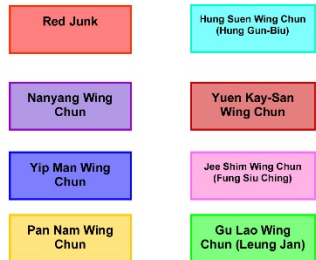 Red Junk
Hung Suen Wing Chun
(Hung Gun-Biu)
Nanyang Wing
Chun
Yuen Kay-San
Wing Chun
Yip Man Wing
Chun
Jee Shim Wing Chun
(Fung Siu Ching)
Pan Nam Wing
Chun
Gu Lao Wing
Chun (Leung Jan)